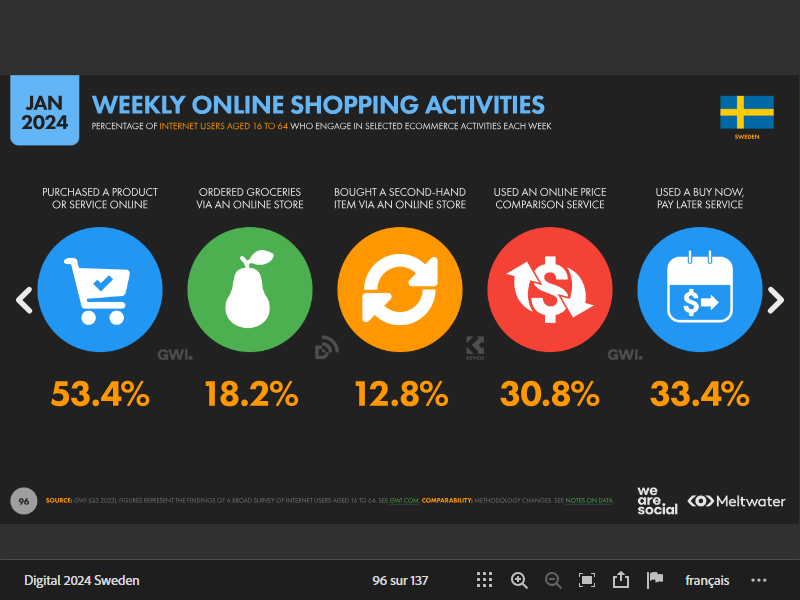 JAN
2024
WEEKLY ONLINE SHOPPING ACTIVITIES
PERCENTAGE OF INTERNET USERS AGED 16 TO 64 WHO ENGAGE IN SELECTED ECOMMERCE ACTIVITIES EACH WEEK
SWEDEN
PURCHASED A PRODUCT
OR SERVICE ONLINE
ORDERED GROCERIES
VIA AN ONLINE STORE
BOUGHT A SECOND-HAND
ITEM VIA AN ONLINE STORE
USED AN ONLINE PRICE
COMPARISON SERVICE
USED A BUY NOW,
PAY LATER SERVICE
$
$
GWI.
KEPIOS
GWI.
53.4%
18.2%
12.8%
30.8%
33.4%
96
SOURCE: GWI (Q3 2023). FIGURES REPRESENT THE FINDINGS OF A BROAD SURVEY OF INTERNET USERS AGED 16 TO 64. SEE GWI.COM. COMPARABILITY: METHODOLOGY CHANGES. SEE NOTES ON DATA.
we
are
social
Meltwater
Digital 2024 Sweden
96 sur 137
français